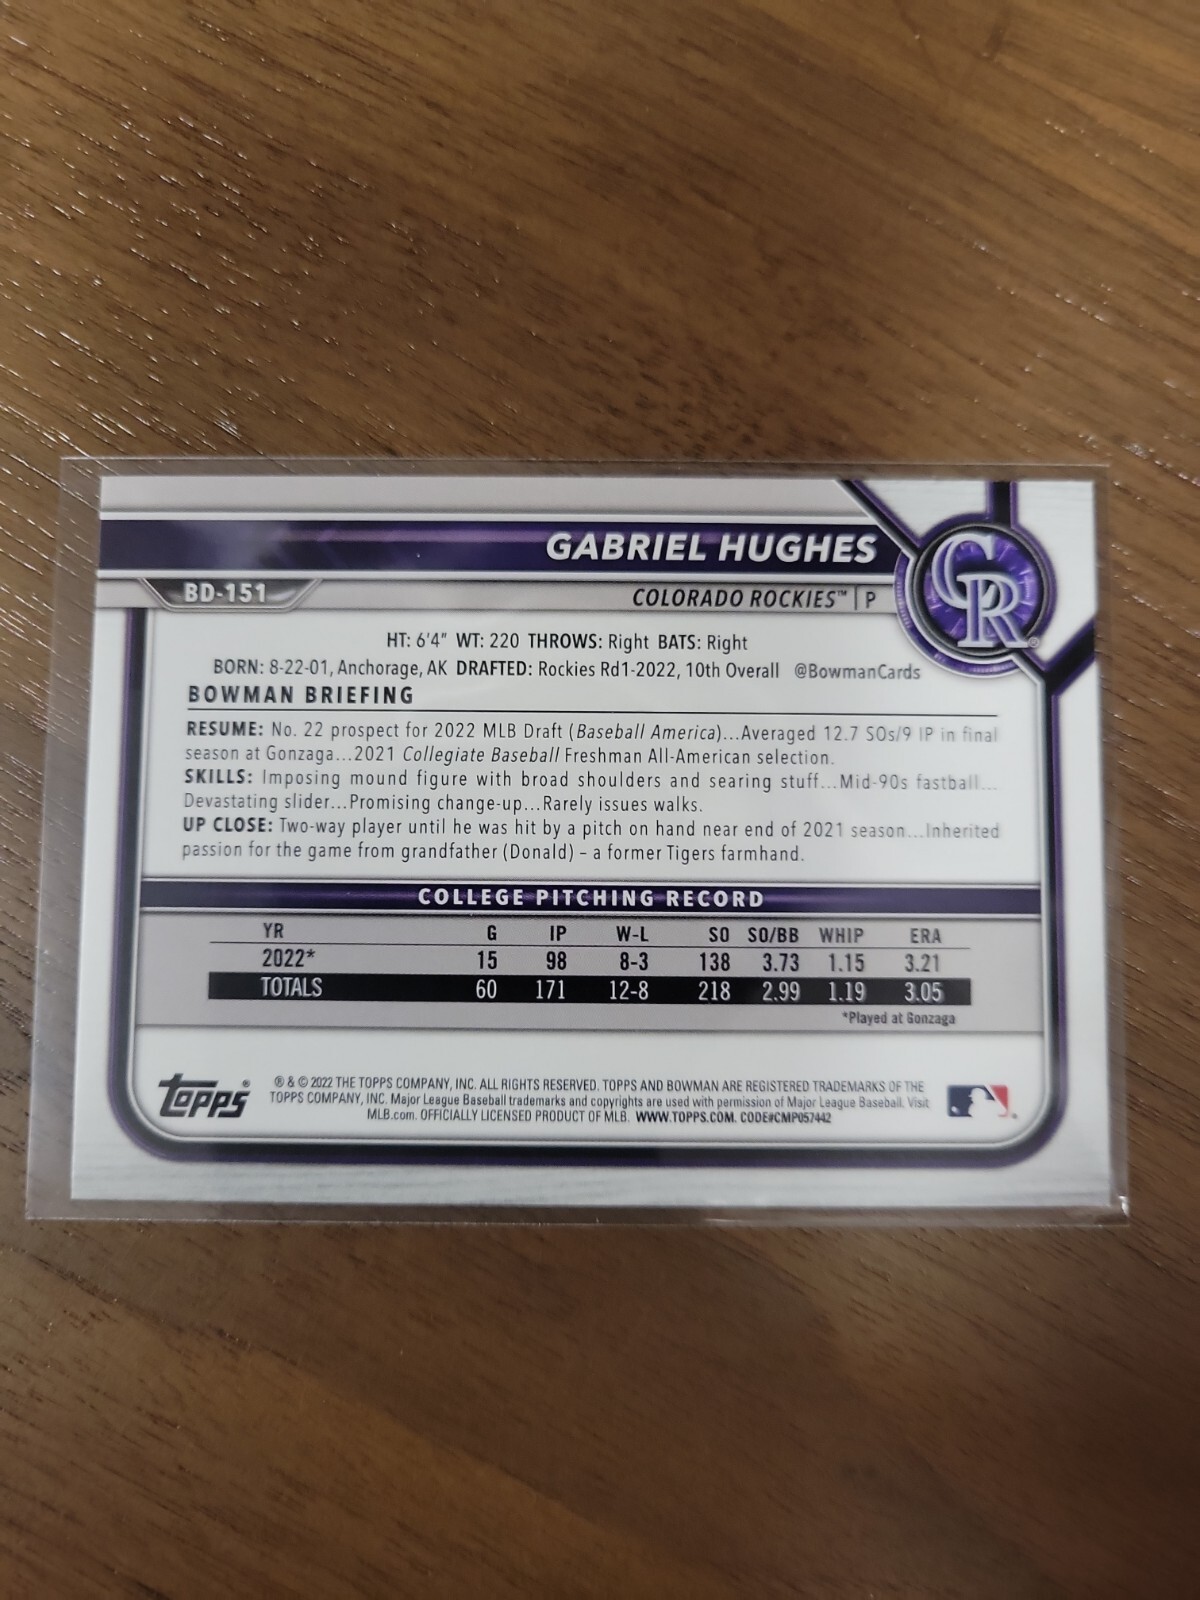 GABRIEL HUGHES
BD-151
COLORADO ROCKIES™ | P
CR®
HT: 6'4" WT: 220 THROWS: Right BATS: Right
BORN: 8-22-01, Anchorage, AK DRAFTED: Rockies Rd1-2022, 10th Overall @BowmanCards
BOWMAN BRIEFING
RESUME: No. 22 prospect for 2022 MLB Draft (Baseball America)...Averaged 12.7 SOs/9 IP in final
season at Gonzaga...2021 Collegiate Baseball Freshman All-American selection.
SKILLS: Imposing mound figure with broad shoulders and searing stuff...Mid-90s fastball...
Devastating slider...Promising change-up...Rarely issues walks.
UP CLOSE: Two-way player until he was hit by a pitch on hand near end of 2021 season...Inherited
passion for the game from grandfather (Donald) – a former Tigers farmhand.
COLLEGE PITCHING RECORD
YR G IP W-L SO SO/BB WHIP ERA
2022* 15 98 8-3 138 3.73 1.15 3.21
TOTALS 60 171 12-8 218 2.99 1.19 3.05
*Played at Gonzaga
topps®
® & © 2022 THE TOPPS COMPANY, INC. ALL RIGHTS RESERVED. TOPPS AND BOWMAN ARE REGISTERED TRADEMARKS OF THE
TOPPS COMPANY, INC. Major League Baseball trademarks and copyrights are used with permission of Major League Baseball. Visit
MLB.com. OFFICIALLY LICENSED PRODUCT OF MLB. WWW.TOPPS.COM. CODE#CMP057442